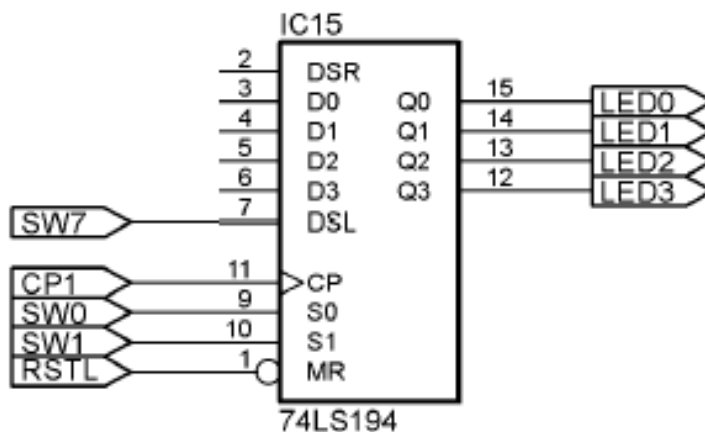 IC15
2 DSR
3 D0 Q0 15 LED0
4 D1 Q1 14 LED1
5 D2 Q2 13 LED2
6 D3 Q3 12 LED3
SW7 7 DSL
CP1 11 CP
SW0 9 S0
SW1 10 S1
RSTL 1 MR
74LS194